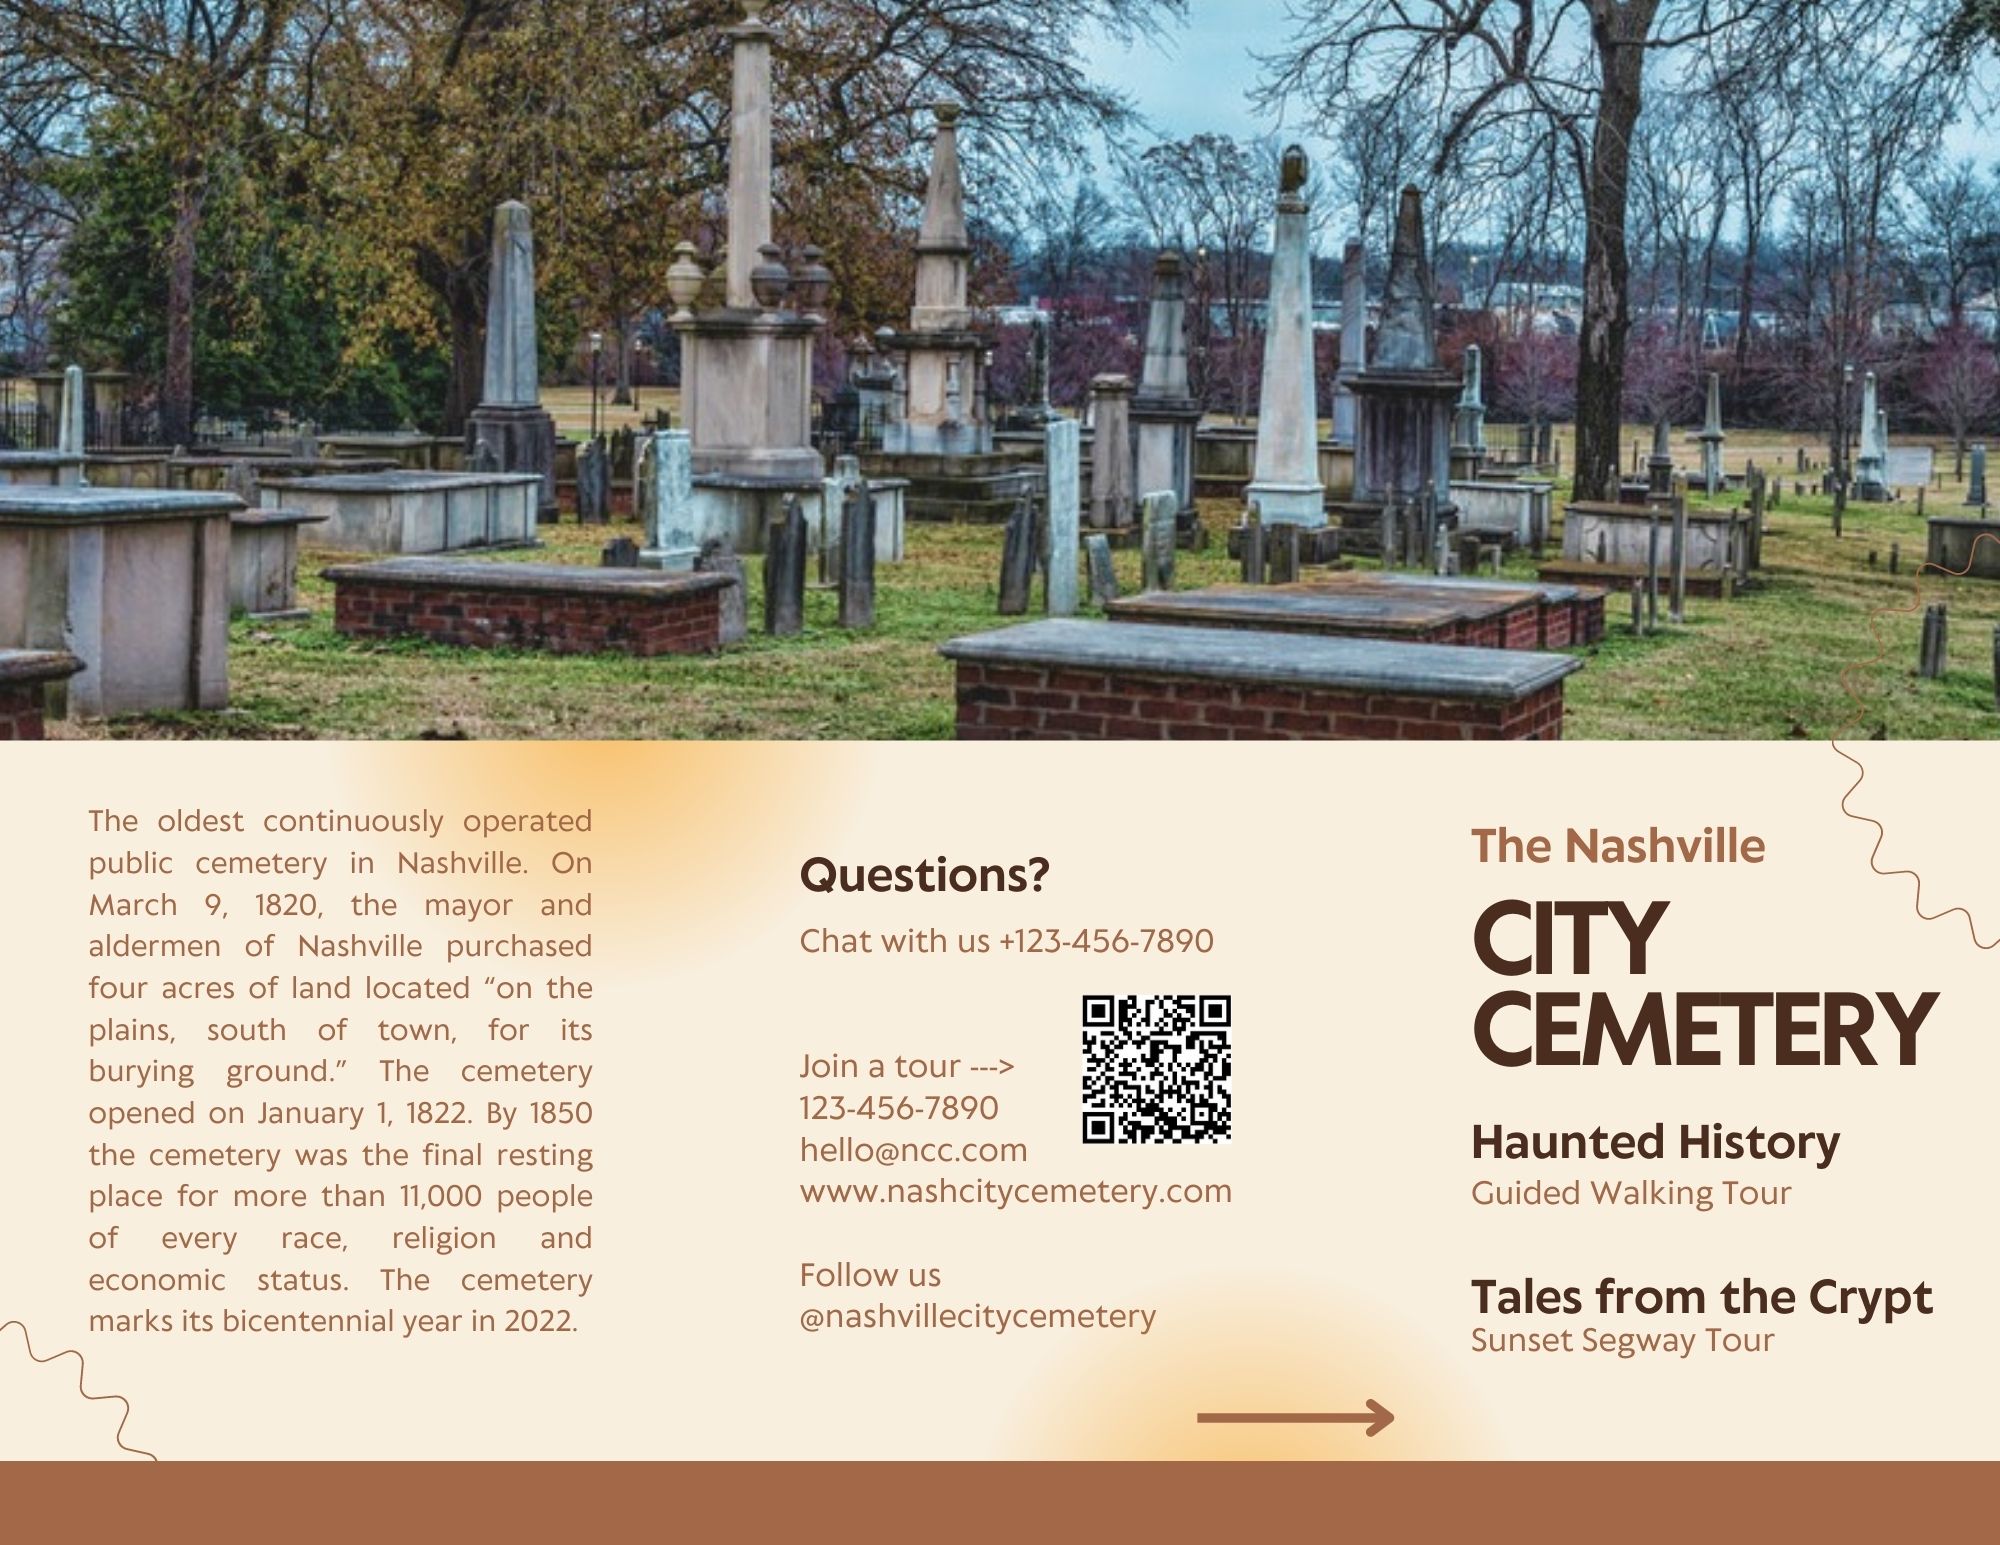 The oldest continuously operated
public cemetery in Nashville. On
March 9, 1820, the mayor and
aldermen of Nashville purchased
four acres of land located “on the
plains, south of town, for its
burying ground.” The cemetery
opened on January 1, 1822. By 1850
the cemetery was the final resting
place for more than 11,000 people
of every race, religion and
economic status. The cemetery
marks its bicentennial year in 2022.
Questions?
Chat with us +123-456-7890
Join a tour --->
123-456-7890
hello@ncc.com
www.nashcitycemetery.com
Follow us
@nashvillecitycemetery
The Nashville
CITY
CEMETERY
Haunted History
Guided Walking Tour
Tales from the Crypt
Sunset Segway Tour